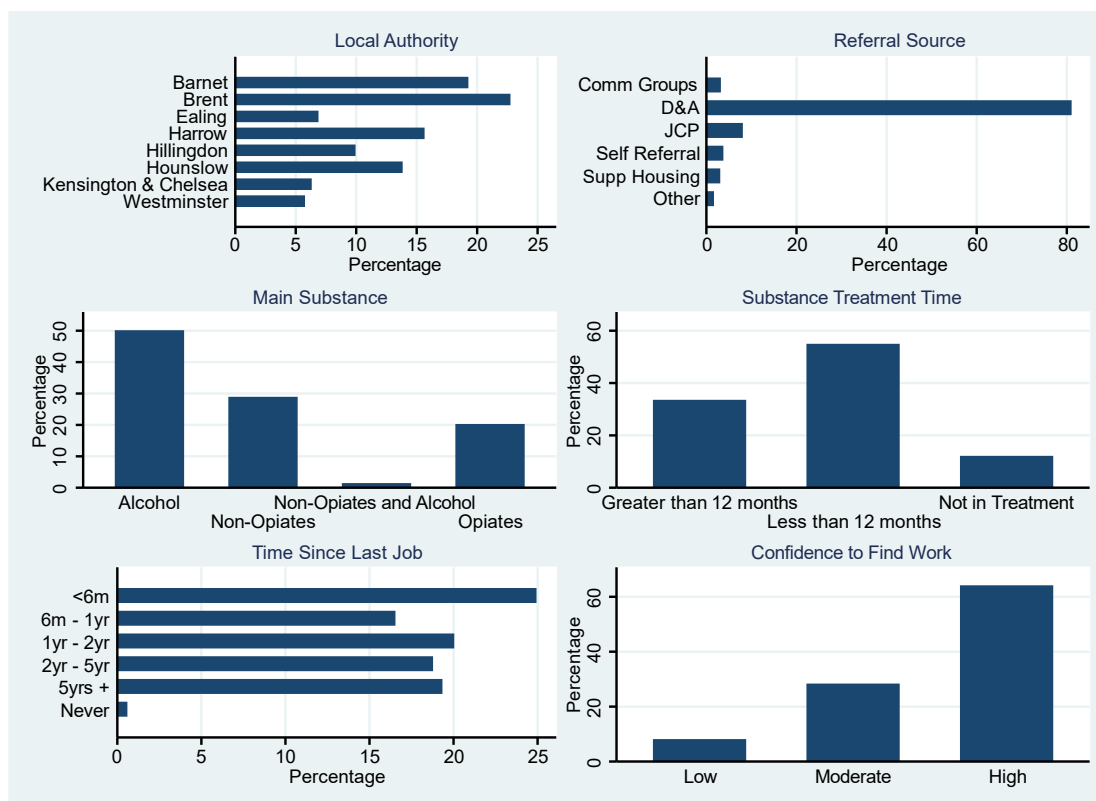 Local Authority
Barnet
Brent
Ealing
Harrow
Hillingdon
Hounslow
Kensington & Chelsea
Westminster
0 5 10 15 20 25
Percentage
Referral Source
Comm Groups
D&A
JCP
Self Referral
Supp Housing
Other
0 20 40 60 80
Percentage
Main Substance
Percentage
50
40
30
20
10
0
Alcohol Non-Opiates and Alcohol
Non-Opiates Opiates
Substance Treatment Time
Percentage
60
40
20
0
Greater than 12 months Not in Treatment
Less than 12 months
Time Since Last Job
<6m
6m - 1yr
1yr - 2yr
2yr - 5yr
5yrs +
Never
0 5 10 15 20 25
Percentage
Confidence to Find Work
Percentage
60
40
20
0
Low Moderate High